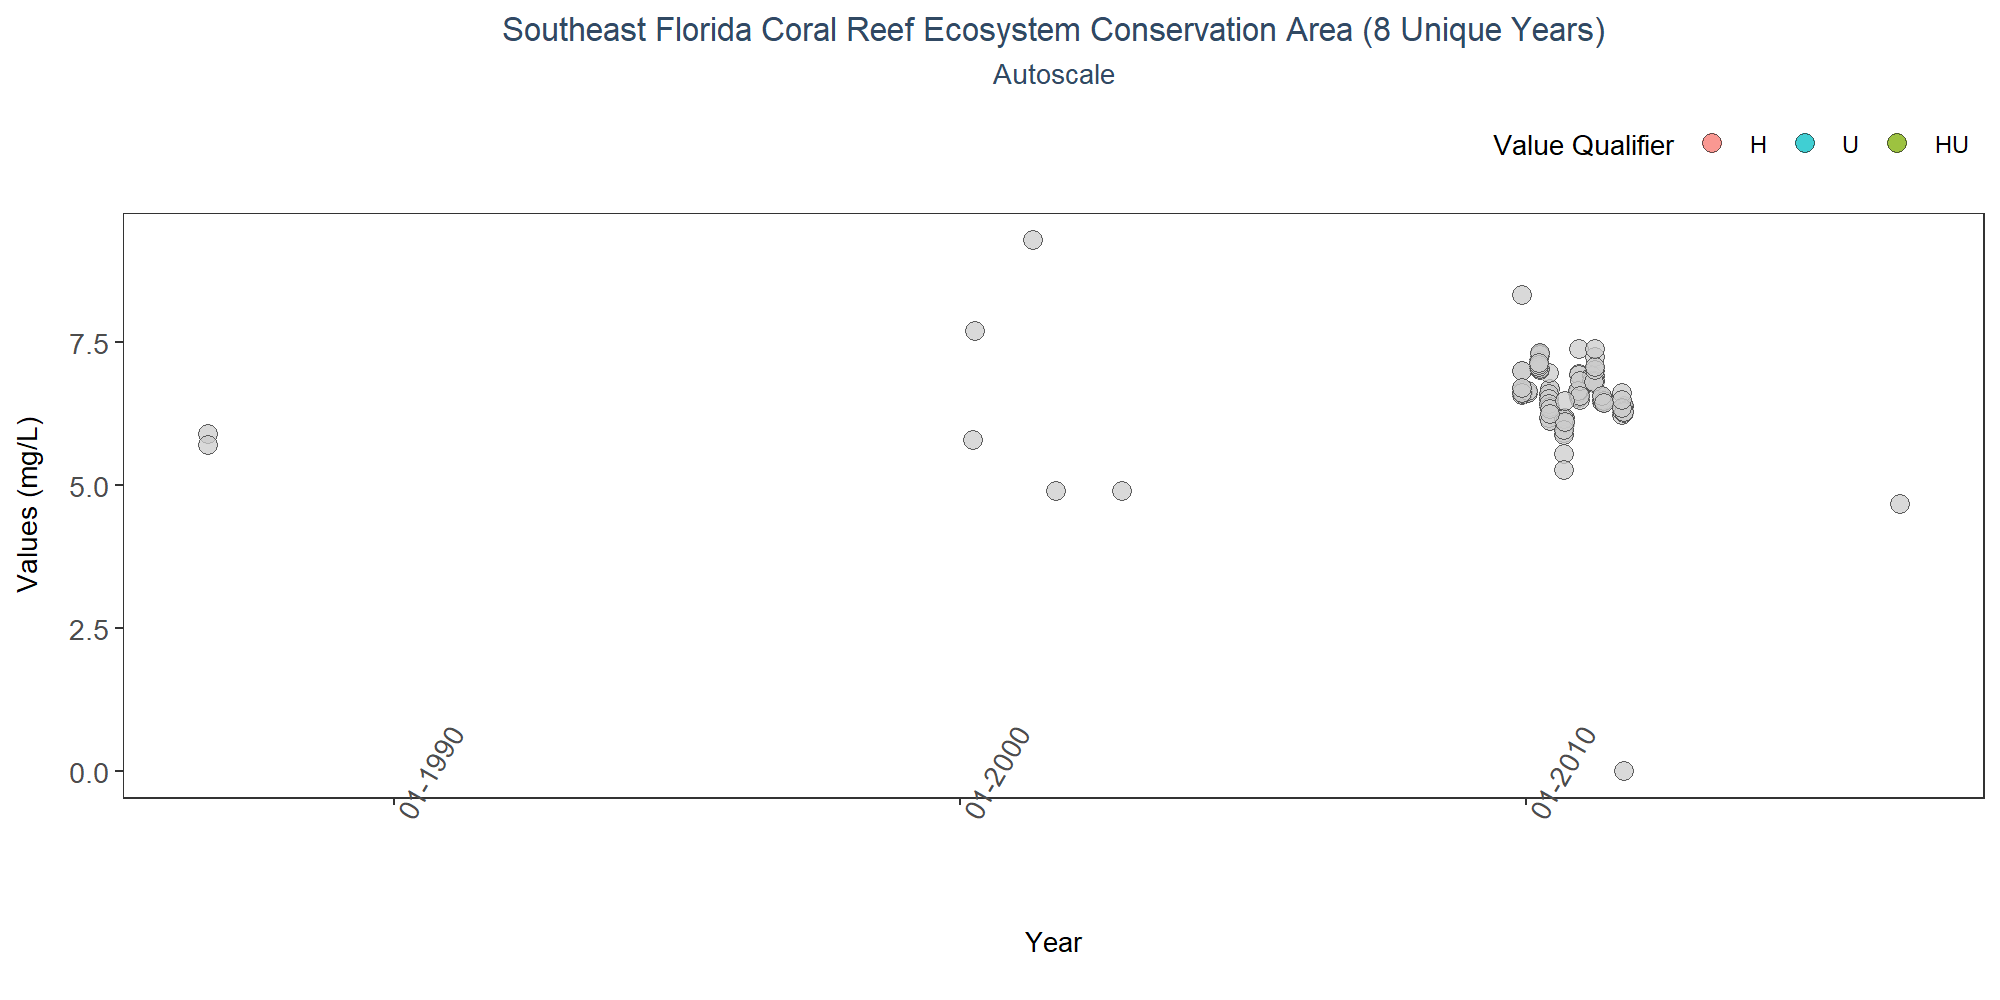 Southeast Florida Coral Reef Ecosystem Conservation Area (8 Unique Years)
Autoscale
Value Qualifier H U HU
Values (mg/L)
7.5
5.0
2.5
0.0
01-1990
01-2000
01-2010
Year